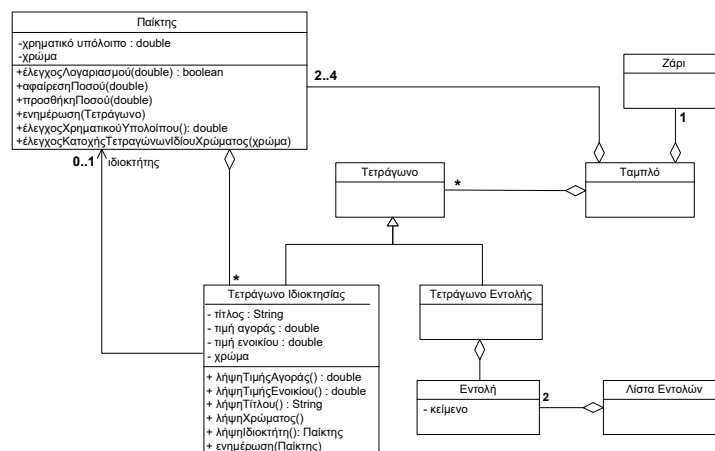 Παίκτης
-χρηματικό υπόλοιπο : double
-χρώμα
+έλεγχοςΛογαριασμού(double) : boolean
+αφαίρεσηΠοσού(double)
+προσθήκηΠοσού(double)
+ενημέρωση(Τετράγωνο)
+έλεγχοςΧρηματικούΥπολοίπου(): double
+έλεγχοςΚατοχήςΤετραγώνωνΙδίουΧρώματος(χρώμα)
2..4
Ζάρι
1
0..1 ιδιοκτήτης
Τετράγωνο
*
Ταμπλό
*
Τετράγωνο Ιδιοκτησίας
- τίτλος : String
- τιμή αγοράς : double
- τιμή ενοικίου : double
- χρώμα
+ λήψηΤιμήςΑγοράς() : double
+ λήψηΤιμήςΕνοικίου() : double
+ λήψηΤίτλου() : String
+ λήψηΧρώματος()
+ λήψηΙδιοκτήτη(): Παίκτης
+ ενημέρωση(Παίκτης)
Τετράγωνο Εντολής
Εντολή
- κείμενο
2
Λίστα Εντολών